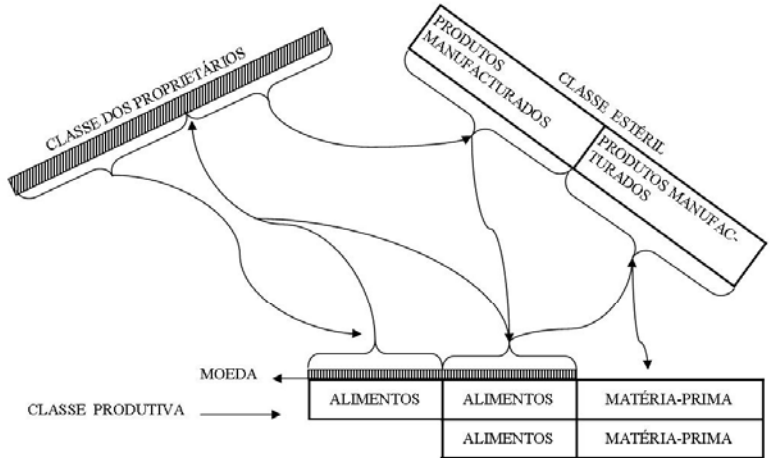 CLASSE DOS PROPRIETÁRIOS
PRODUTOS
MANUFACTURADOS
CLASSE ESTÉRIL
PRODUTOS MANUFAC-
TURADOS
MOEDA
CLASSE PRODUTIVA
ALIMENTOS ALIMENTOS MATÉRIA-PRIMA
ALIMENTOS MATÉRIA-PRIMA